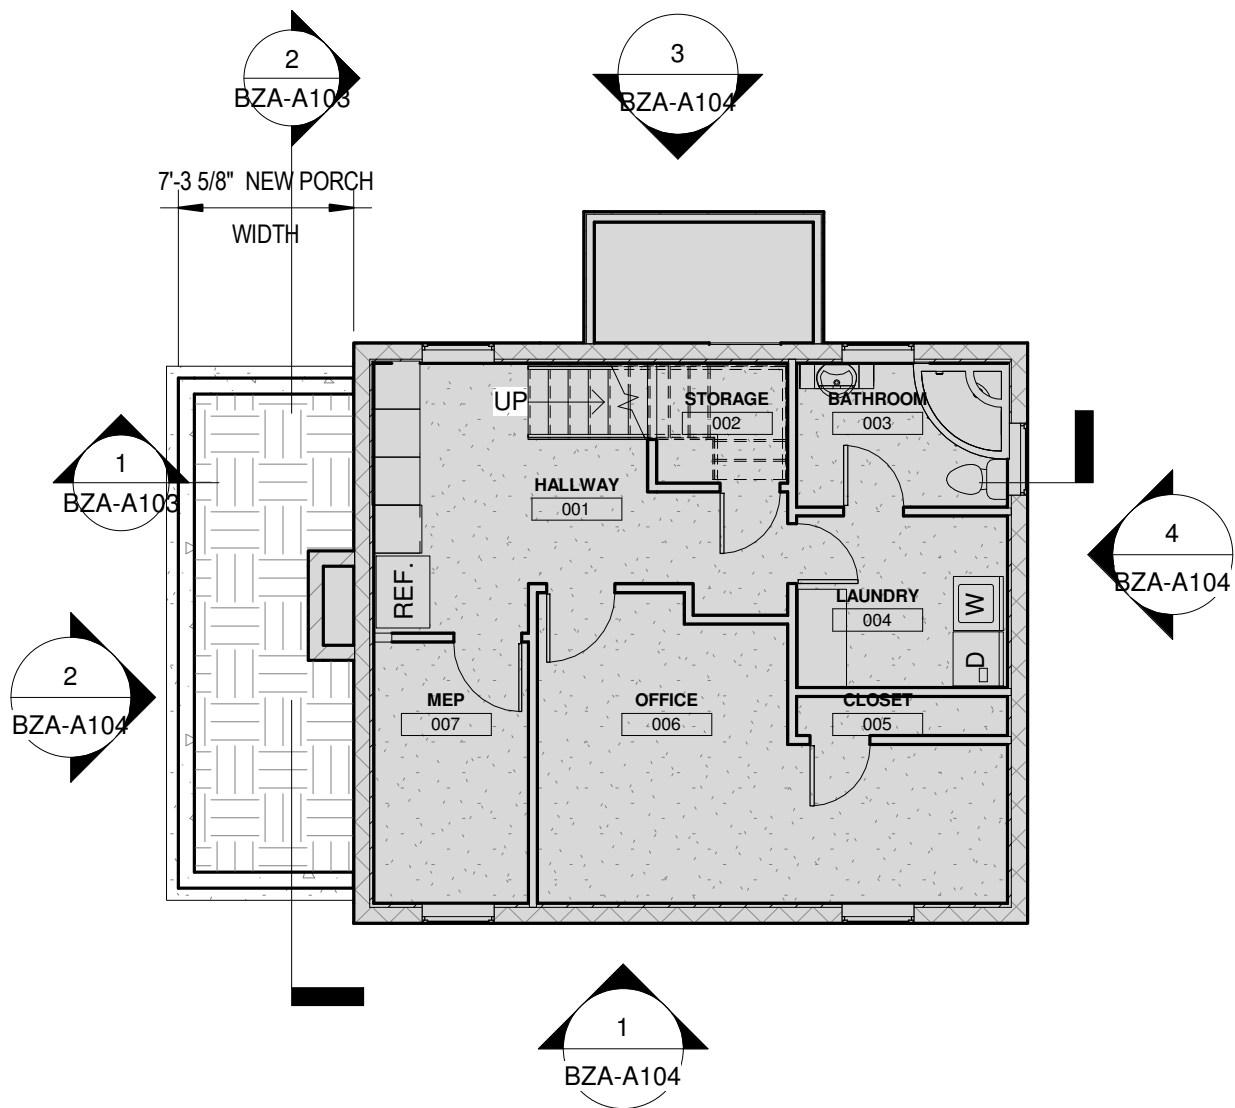 2
BZA-A103
3
BZA-A104
7'-3 5/8" NEW PORCH
WIDTH
UP
STORAGE
002
BATHROOM
003
1
BZA-A103
HALLWAY
001
4
BZA-A104
REF.
LAUNDRY
004
W
D
2
BZA-A104
MEP
007
OFFICE
006
CLOSET
005
1
BZA-A104